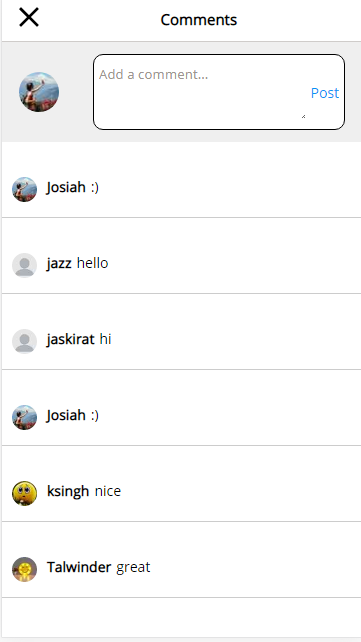 Comments
Add a comment...
Post
Josiah :)
jazz hello
jaskirat hi
Josiah :)
ksingh nice
Talwinder great